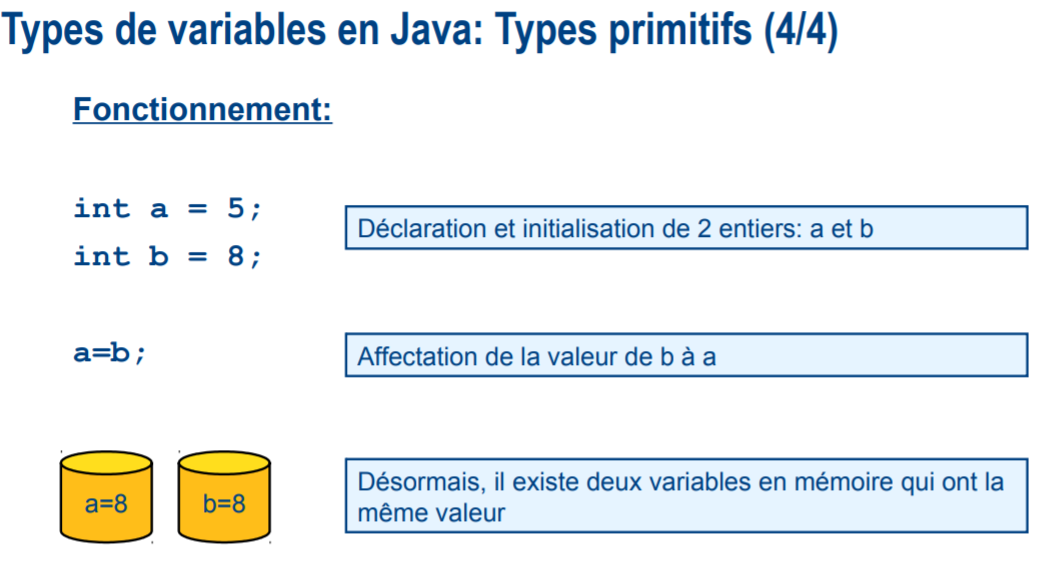 Types de variables en Java: Types primitifs (4/4)
Fonctionnement:
int a = 5;
int b = 8;
Déclaration et initialisation de 2 entiers: a et b
a=b;
Affectation de la valeur de b à a
a=8
b=8
Désormais, il existe deux variables en mémoire qui ont la
même valeur